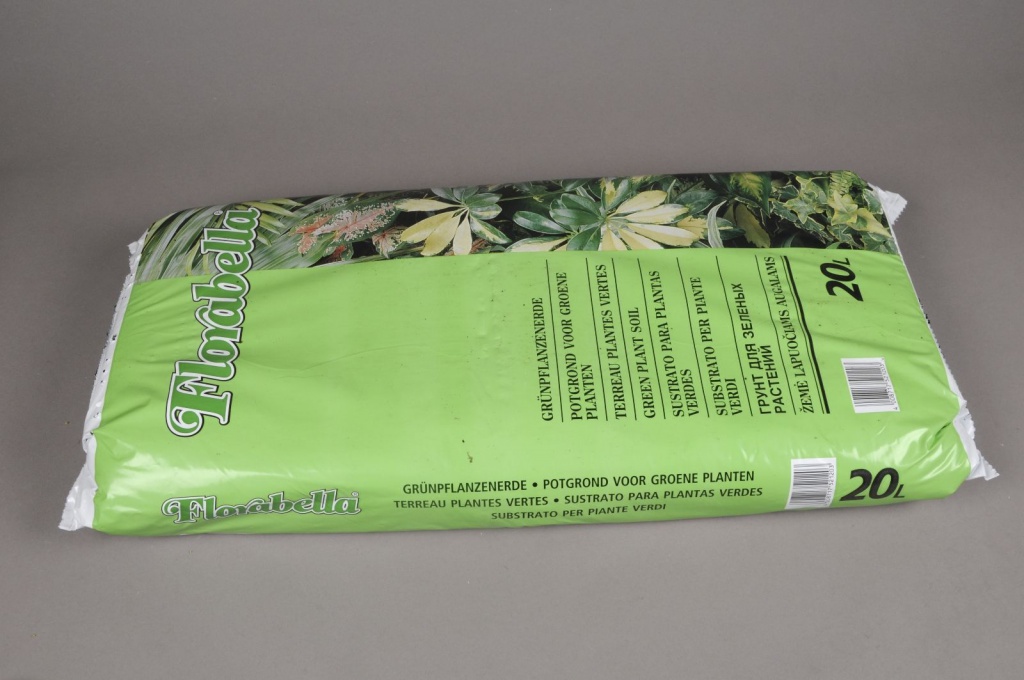 Florabella
GRÜNPFLANZENERDE
POTGROND VOOR GROENE
PLANTEN
TERREAU PLANTES VERTES
GREEN PLANT SOIL
SUSTRATO PARA PLANTAS
VERDES
SUBSTRATO PER PIANTE
VERDI
ГРУНТ ДЛЯ ЗЕЛЕНЫХ
РАСТЕНИЙ
ŽEMĖ LAPUOČIAMS AUGALAMS
20L
Florabella
GRÜNPFLANZENERDE • POTGROND VOOR GROENE PLANTEN
TERREAU PLANTES VERTES • SUSTRATO PARA PLANTAS VERDES
SUBSTRATO PER PIANTE VERDI
20L